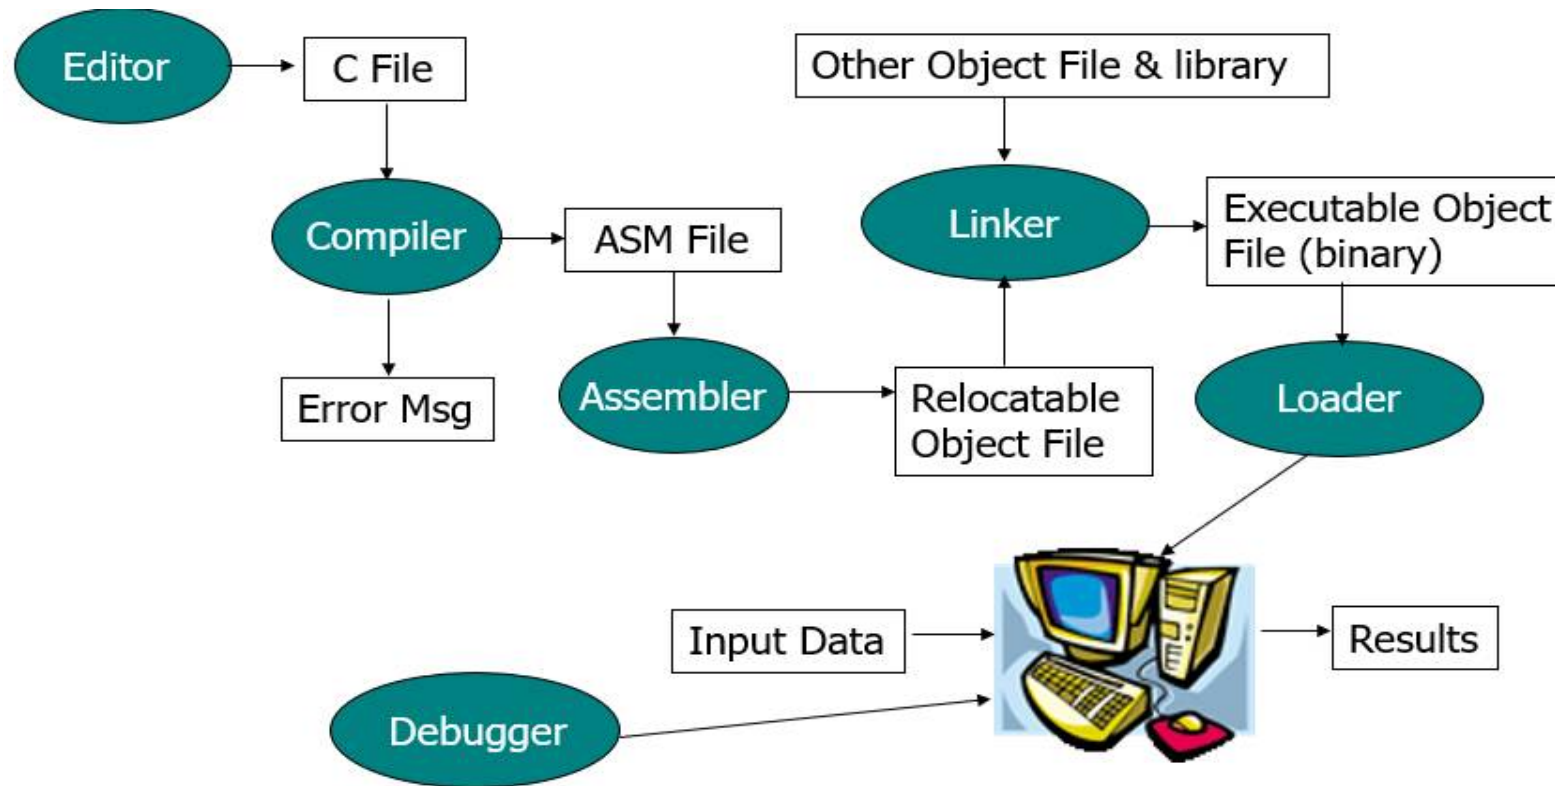 Editor
C File
Other Object File & library
Compiler
ASM File
Linker
Executable Object
File (binary)
Error Msg
Assembler
Relocatable
Object File
Loader
Input Data
Results
Debugger